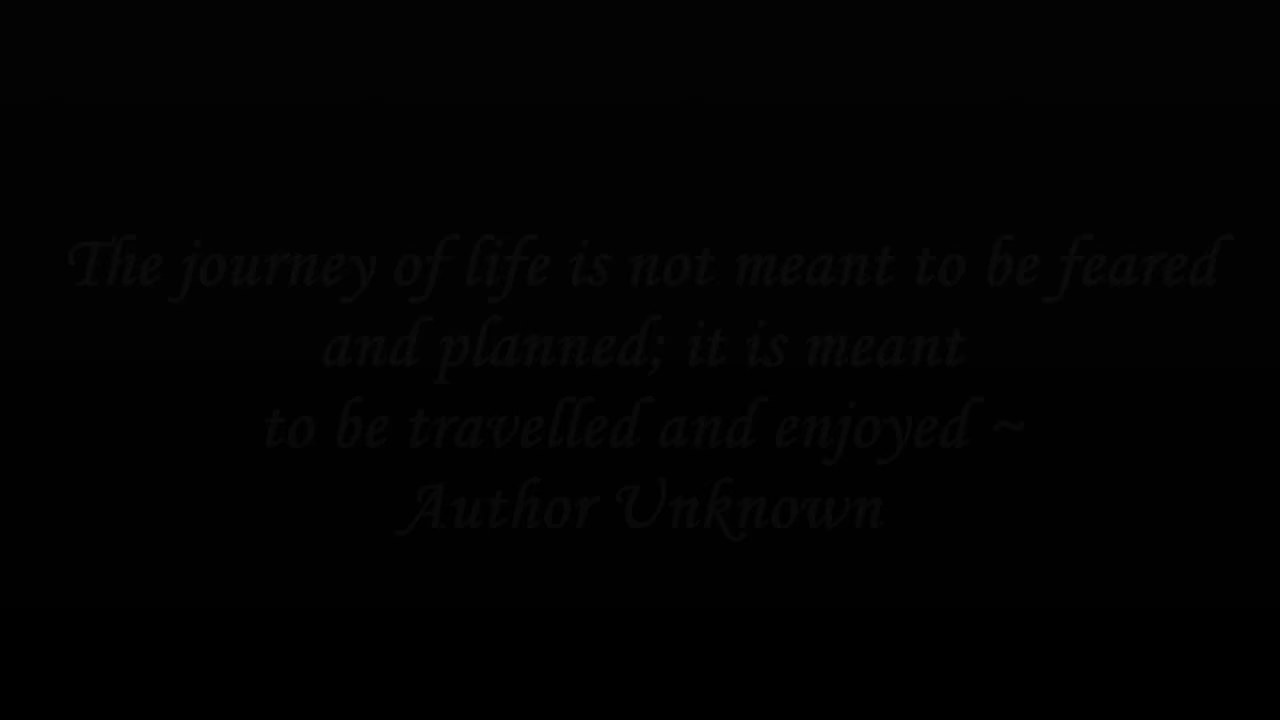 The journey of life is not meant to be feared
and planned; it is meant
to be travelled and enjoyed ~
Author Unknown